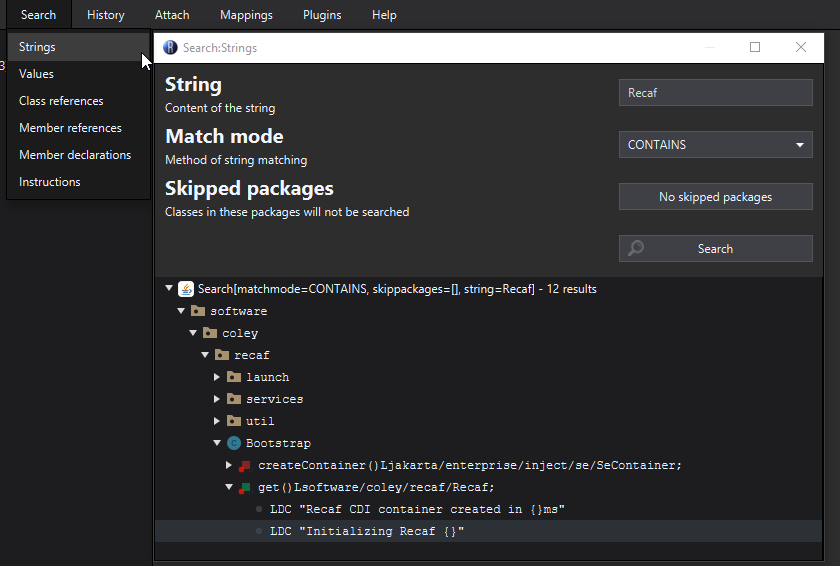 Search History Attach Mappings Plugins Help
Strings
Values
Class references
Member references
Member declarations
Instructions
3
Search:Strings
String
Content of the string
Recaf
Match mode
Method of string matching
CONTAINS
Skipped packages
Classes in these packages will not be searched
No skipped packages
Search
Search[matchmode=CONTAINS, skippackages=[], string=Recaf] - 12 results
software
coley
recaf
launch
services
util
C Bootstrap
createContainer()Ljakarta/enterprise/inject/se/SeContainer;
get()Lsoftware/coley/recaf/Recaf;
LDC "Recaf CDI container created in {}ms"
LDC "Initializing Recaf {}"